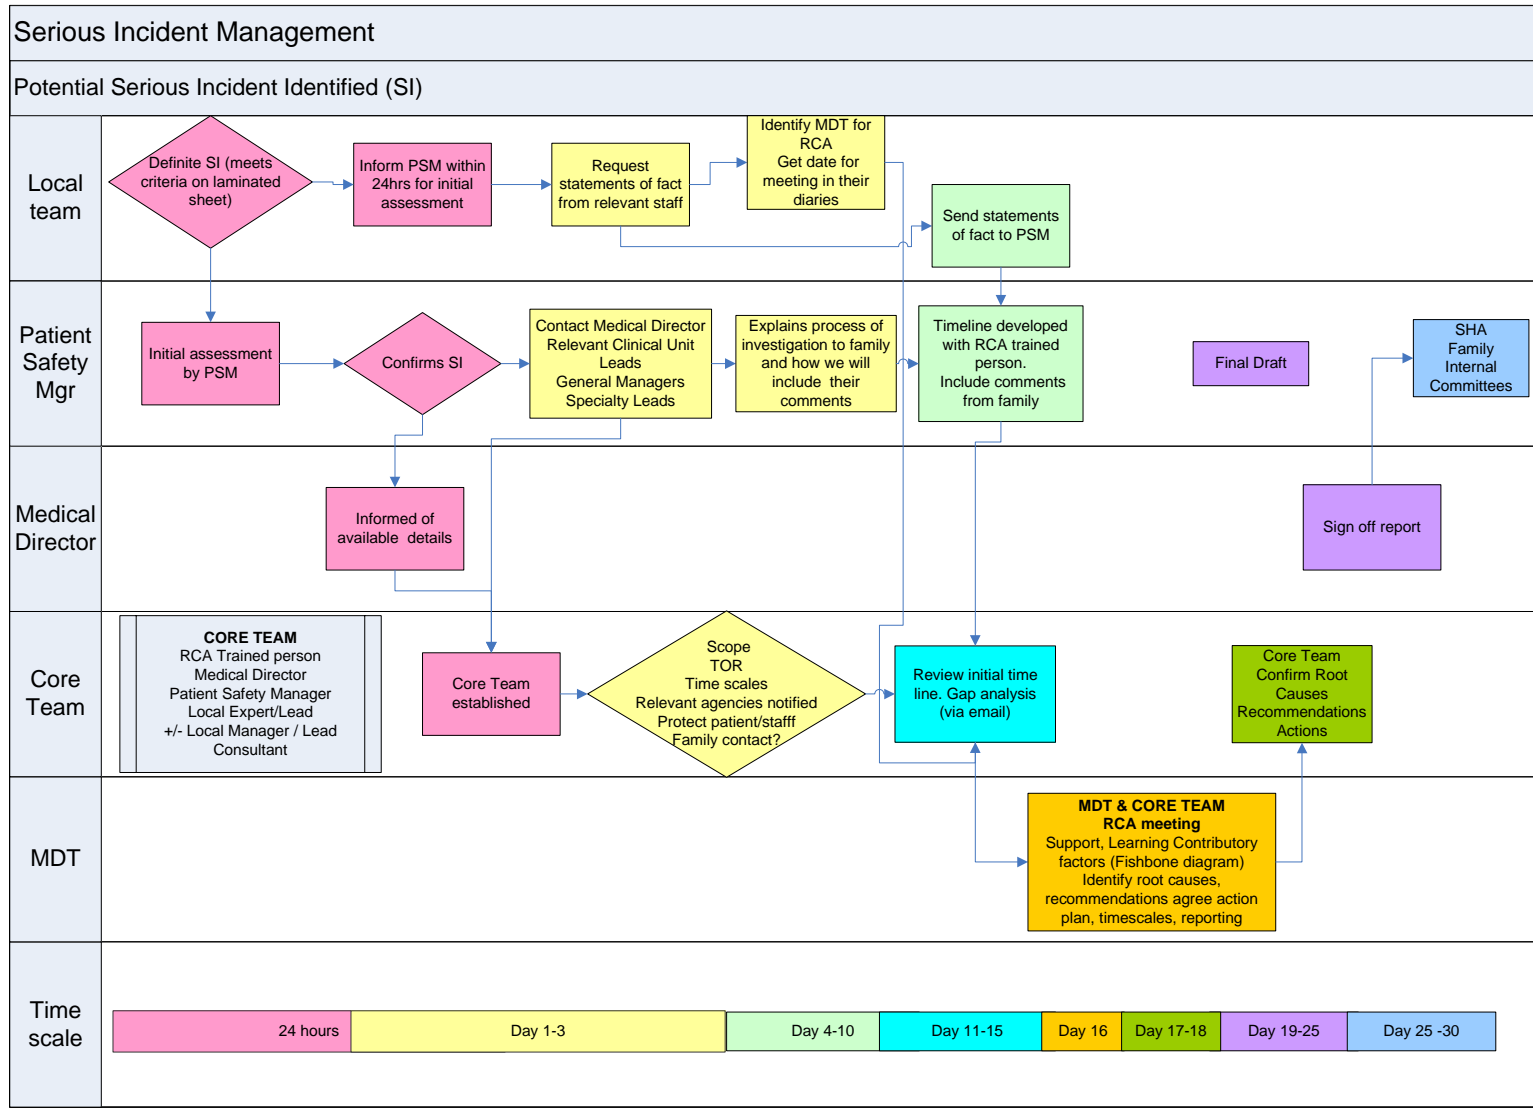 Serious Incident Management
Potential Serious Incident Identified (SI)
Local
team
Definite SI (meets
criteria on laminated
sheet)
Inform PSM within
24hrs for initial
assessment
Request
statements of fact
from relevant staff
Identify MDT for
RCA
Get date for
meeting in their
diaries
Send statements
of fact to PSM
Patient
Safety
Mgr
Initial assessment
by PSM
Confirms SI
Contact Medical Director
Relevant Clinical Unit
Leads
General Managers
Specialty Leads
Explains process of
investigation to family
and how we will
include their
comments
Timeline developed
with RCA trained
person.
Include comments
from family
Final Draft
SHA
Family
Internal
Committees
Medical
Director
Informed of
available details
Sign off report
Core
Team
CORE TEAM
RCA Trained person
Medical Director
Patient Safety Manager
Local Expert/Lead
+/- Local Manager / Lead
Consultant
Core Team
established
Scope
TOR
Time scales
Relevant agencies notified
Protect patient/stafff
Family contact?
Review initial time
line. Gap analysis
(via email)
Core Team
Confirm Root
Causes
Recommendations
Actions
MDT
MDT & CORE TEAM
RCA meeting
Support, Learning Contributory
factors (Fishbone diagram)
Identify root causes,
recommendations agree action
plan, timescales, reporting
Time
scale
24 hours
Day 1-3
Day 4-10
Day 11-15
Day 16
Day 17-18
Day 19-25
Day 25 -30